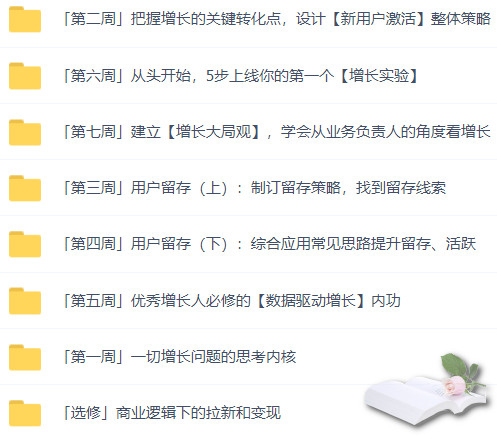 「第二周」把握增长的关键转化点，设计【新用户激活】整体策略
「第六周」从头开始，5步上线你的第一个【增长实验】
「第七周」建立【增长大局观】，学会从业务负责人的角度看增长
「第三周」用户留存（上）：制订留存策略，找到留存线索
「第四周」用户留存（下）：综合应用常见思路提升留存、活跃
「第五周」优秀增长人必修的【数据驱动增长】内功
「第一周」一切增长问题的思考内核
「选修」商业逻辑下的拉新和变现